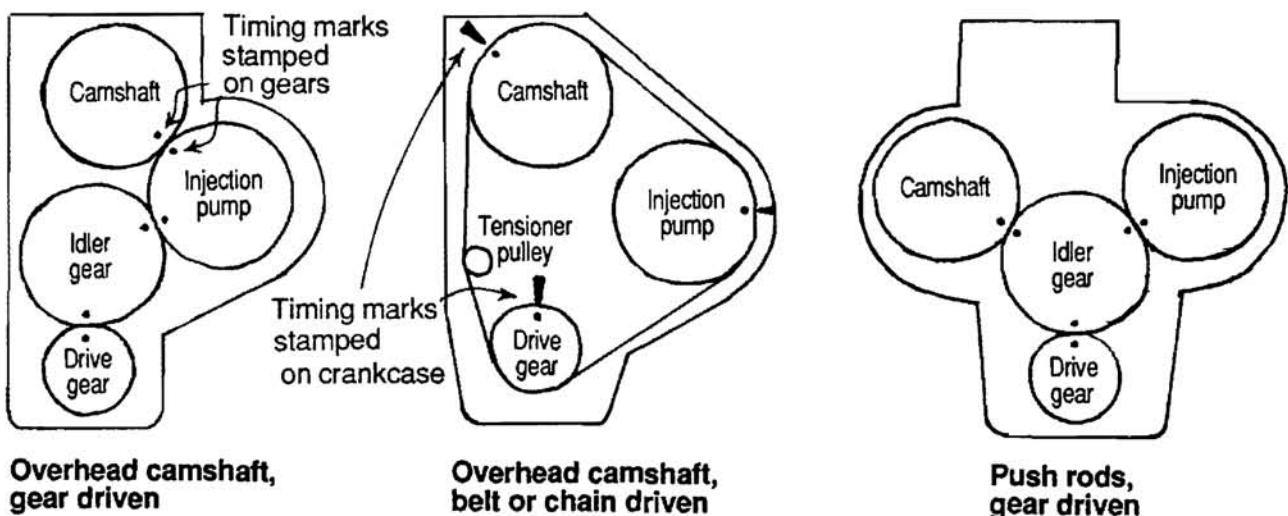 Timing marks
stamped
on gears
Camshaft
Injection
pump
Idler
gear
Drive
gear
Overhead camshaft,
gear driven
Camshaft
Injection
pump
Tensioner
pulley
Timing marks
stamped
on crankcase
Drive
gear
Overhead camshaft,
belt or chain driven
Camshaft
Injection
pump
Idler
gear
Drive
gear
Push rods,
gear driven